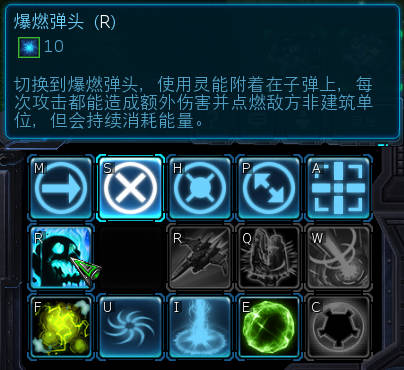 爆燃弹头 (R)
10
切换到爆燃弹头，使用灵能附着在子弹上，每
次攻击都能造成额外伤害并点燃敌方非建筑单
位，但会持续消耗能量。
M S H P A
R R Q W
F U I E C